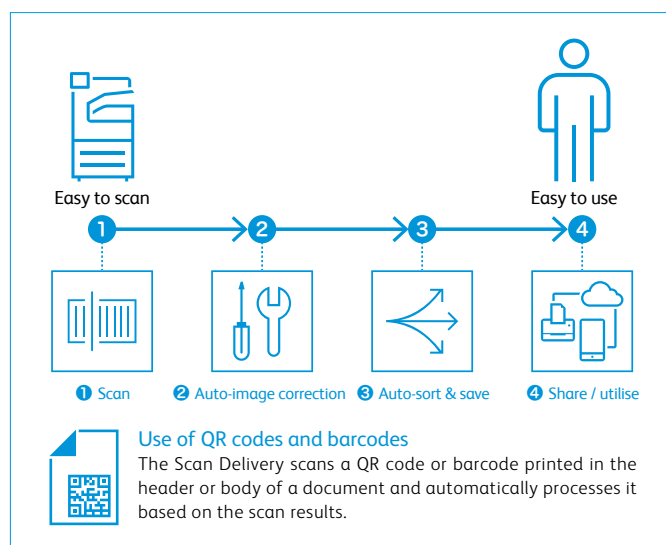 Easy to scan
Easy to use
1 2 3 4
❶ Scan
❷ Auto-image correction
❸ Auto-sort & save
❹ Share / utilise
Use of QR codes and barcodes
The Scan Delivery scans a QR code or barcode printed in the
header or body of a document and automatically processes it
based on the scan results.